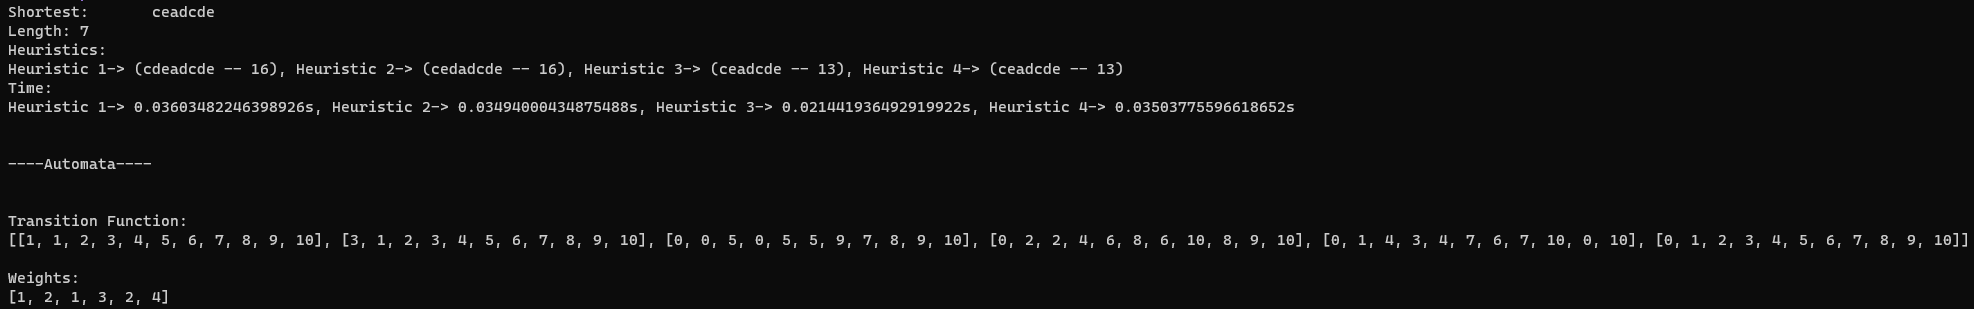 Shortest: ceadcde
Length: 7
Heuristics:
Heuristic 1-> (cdeadcde -- 16), Heuristic 2-> (cedadcde -- 16), Heuristic 3-> (ceadcde -- 13), Heuristic 4-> (ceadcde -- 13)
Time:
Heuristic 1-> 0.03603482246398926s, Heuristic 2-> 0.03494000434875488s, Heuristic 3-> 0.021441936492919922s, Heuristic 4-> 0.03503775596618652s
----Automata----
Transition Function:
[[1, 1, 2, 3, 4, 5, 6, 7, 8, 9, 10], [3, 1, 2, 3, 4, 5, 6, 7, 8, 9, 10], [0, 0, 5, 0, 5, 5, 9, 7, 8, 9, 10], [0, 2, 2, 4, 6, 8, 6, 10, 8, 9, 10], [0, 1, 4, 3, 4, 7, 6, 7, 10, 0, 10], [0, 1, 2, 3, 4, 5, 6, 7, 8, 9, 10]]
Weights:
[1, 2, 1, 3, 2, 4]